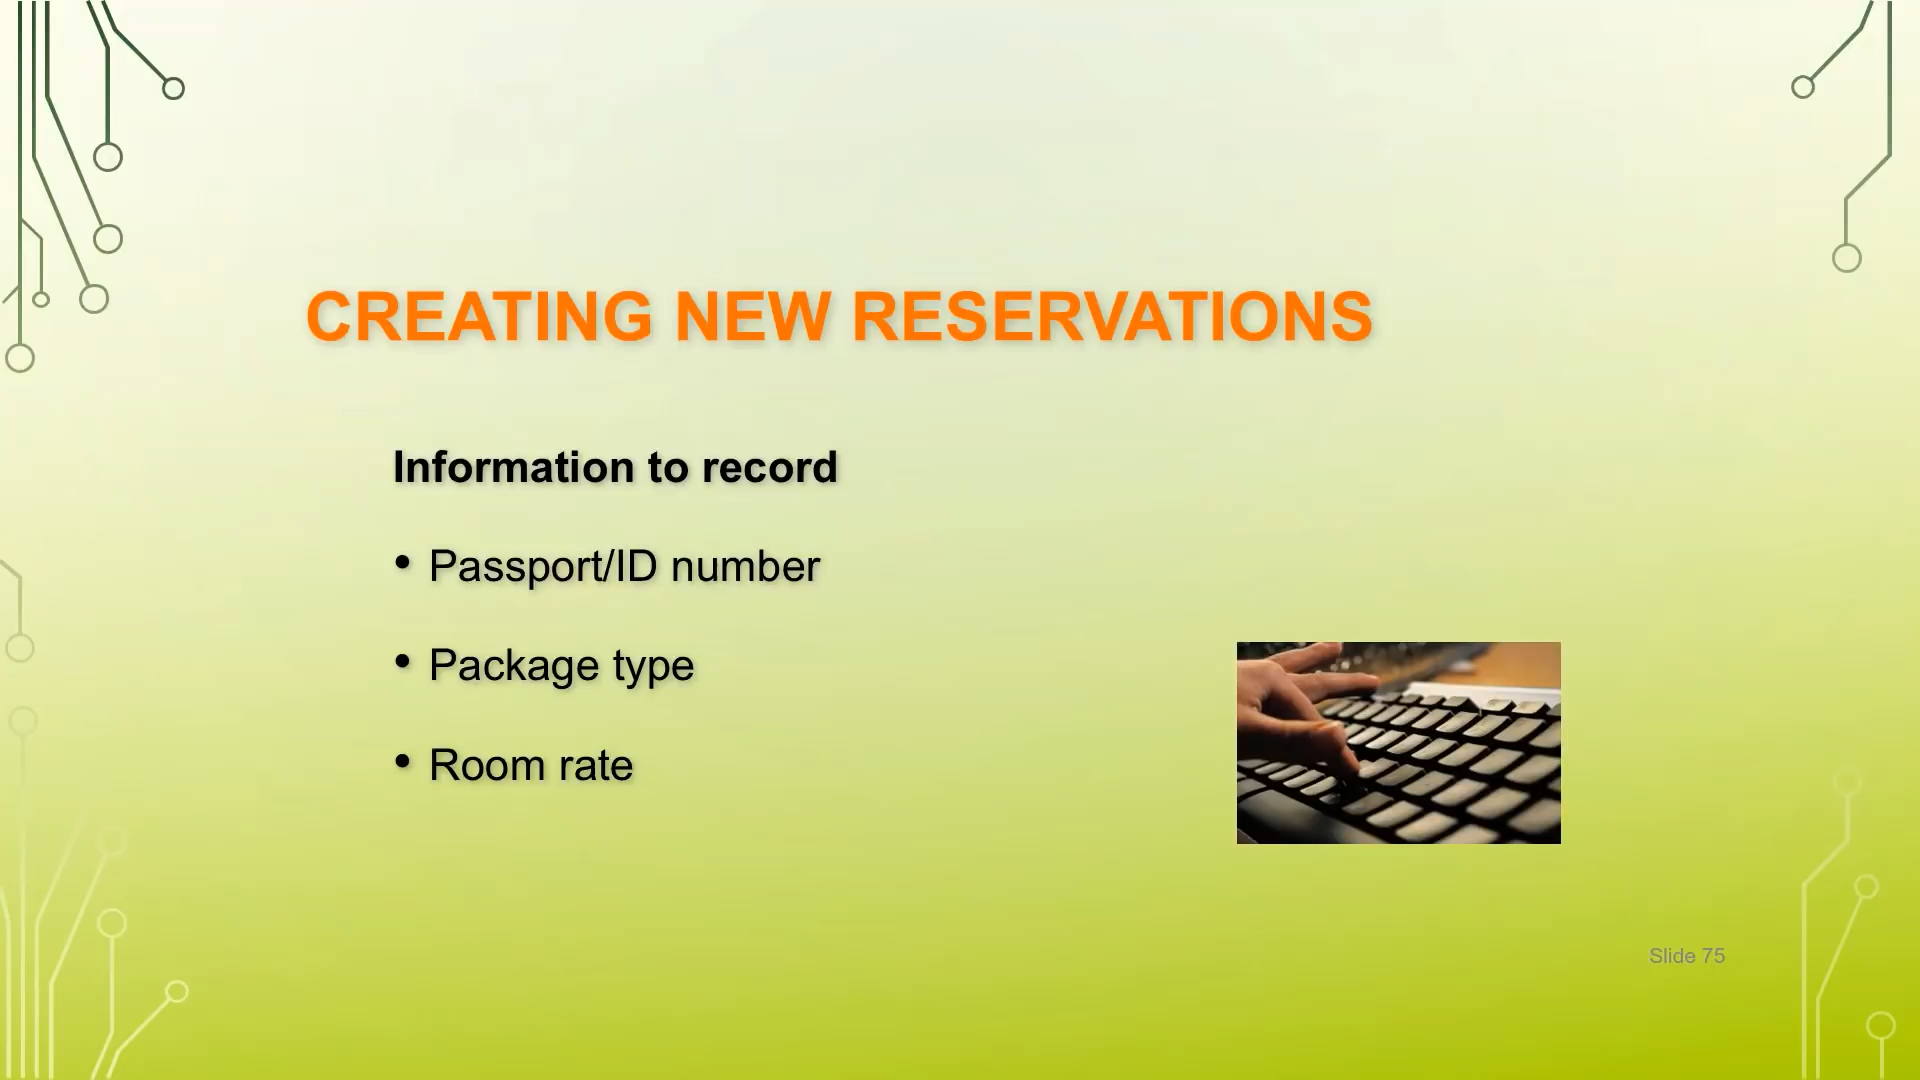 CREATING NEW RESERVATIONS
Information to record
• Passport/ID number
• Package type
• Room rate
Slide 75